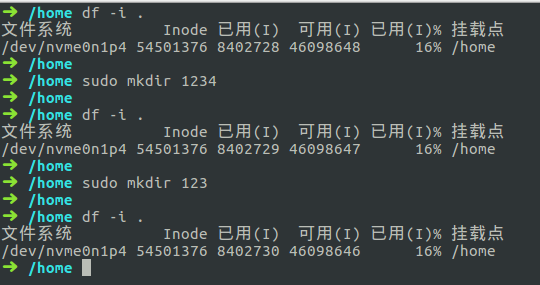 ➜ /home df -i .
文件系统 Inode 已用(I) 可用(I) 已用(I)% 挂载点
/dev/nvme0n1p4 54501376 8402728 46098648 16% /home
➜ /home
➜ /home sudo mkdir 1234
➜ /home
➜ /home df -i .
文件系统 Inode 已用(I) 可用(I) 已用(I)% 挂载点
/dev/nvme0n1p4 54501376 8402729 46098647 16% /home
➜ /home
➜ /home sudo mkdir 123
➜ /home
➜ /home df -i .
文件系统 Inode 已用(I) 可用(I) 已用(I)% 挂载点
/dev/nvme0n1p4 54501376 8402730 46098646 16% /home
➜ /home